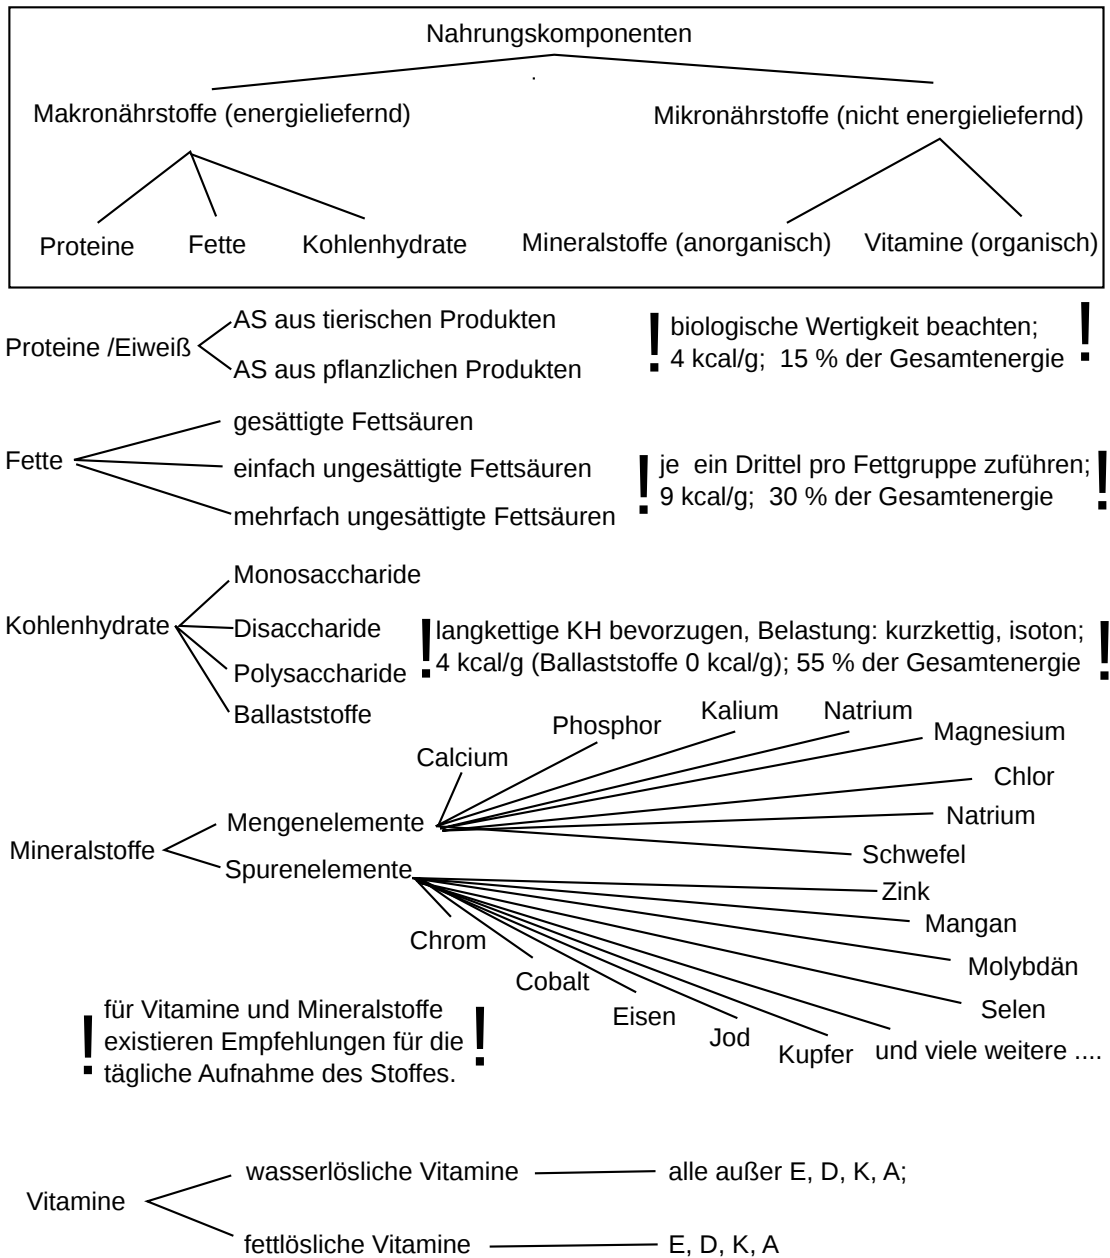 Nahrungskomponenten
Makronährstoffe (energieliefernd)
Mikronährstoffe (nicht energieliefernd)
Proteine
Fette
Kohlenhydrate
Mineralstoffe (anorganisch)
Vitamine (organisch)
Proteine /Eiweiß
AS aus tierischen Produkten
AS aus pflanzlichen Produkten
! biologische Wertigkeit beachten; !
4 kcal/g; 15 % der Gesamtenergie
Fette
gesättigte Fettsäuren
einfach ungesättigte Fettsäuren
mehrfach ungesättigte Fettsäuren
! je ein Drittel pro Fettgruppe zuführen; !
9 kcal/g; 30 % der Gesamtenergie
Kohlenhydrate
Monosaccharide
Disaccharide
Polysaccharide
Ballaststoffe
! langkettige KH bevorzugen, Belastung: kurzkettig, isoton; !
4 kcal/g (Ballaststoffe 0 kcal/g); 55 % der Gesamtenergie
Mineralstoffe
Mengenelemente
Calcium
Phosphor
Kalium
Natrium
Magnesium
Chlor
Natrium
Schwefel
Spurenelemente
Zink
Mangan
Molybdän
Selen
und viele weitere ....
Kupfer
Jod
Eisen
Cobalt
Chrom
! für Vitamine und Mineralstoffe !
existieren Empfehlungen für die
tägliche Aufnahme des Stoffes.
Vitamine
wasserlösliche Vitamine
alle außer E, D, K, A;
fettlösliche Vitamine
E, D, K, A